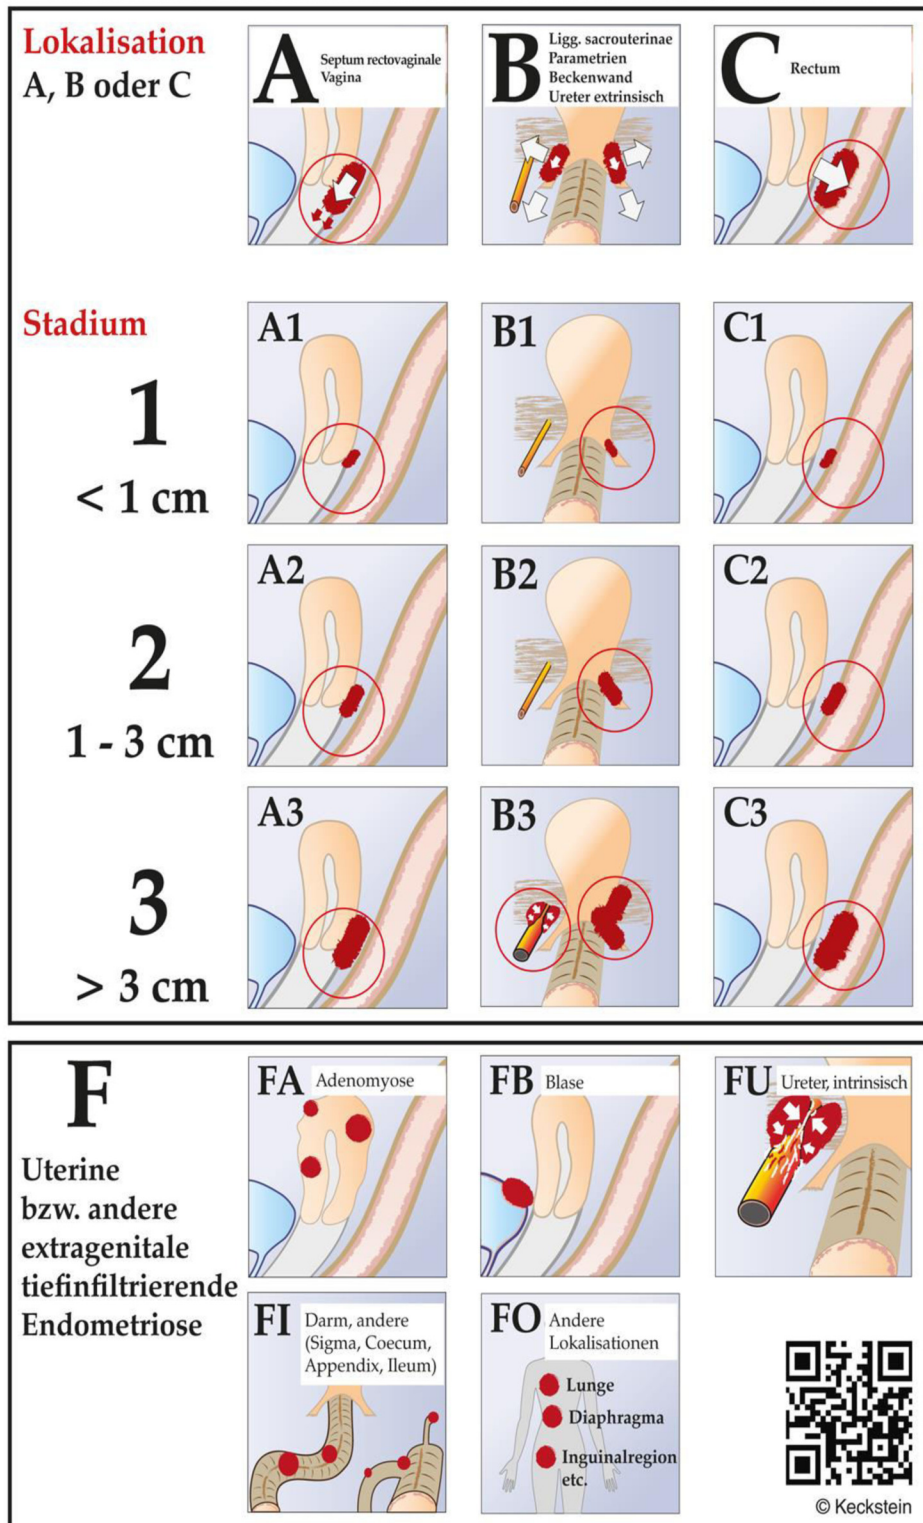 Lokalisation
A, B oder C
A
Septum rectovaginale
Vagina
B
Ligg. sacrouterinae
Parametrien
Beckenwand
Ureter extrinsisch
C
Rectum
Stadium
1
< 1 cm
A1
B1
C1
2
1 - 3 cm
A2
B2
C2
3
> 3 cm
A3
B3
C3
F
Uterine
bzw. andere
extragenitale
tiefinfiltrierende
Endometriose
FA Adenomyose
FB Blase
FU Ureter, intrinsisch
FI Darm, andere
(Sigma, Coecum,
Appendix, Ileum)
FO Andere
Lokalisationen
Lunge
Diaphragma
Inguinalregion
etc.
© Keckstein